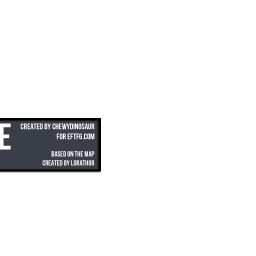 E
CREATED BY CHEWYDINOSAUR
FOR EFTFG.COM
BASED ON THE MAP
CREATED BY LORATHOR